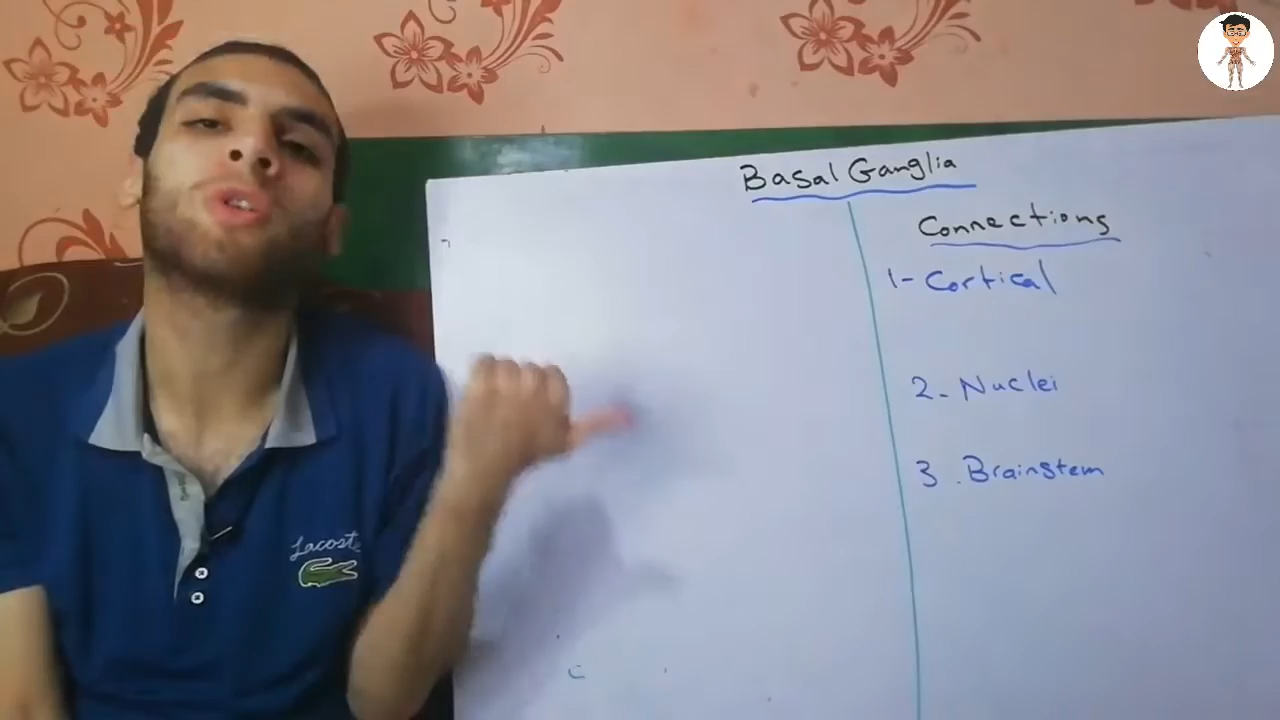 Basal Ganglia
Connections
1- Cortical
2- Nuclei
3. Brainstem
Lacoste